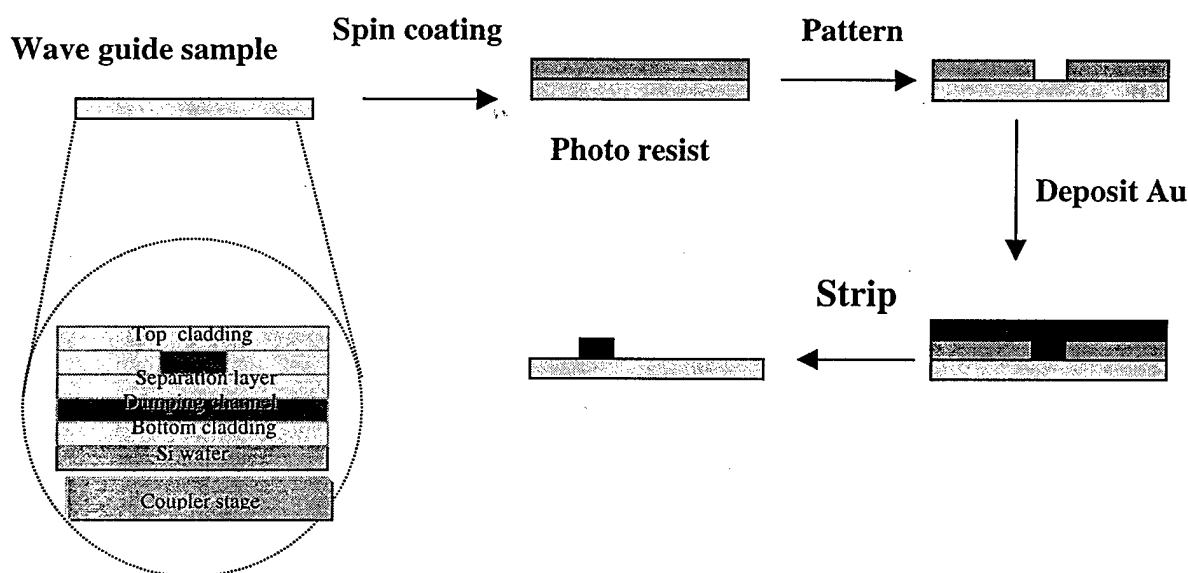 Wave guide sample
Spin coating
Pattern
Photo resist
Deposit Au
Strip
Top cladding
Separation layer
Dumping channel
Bottom cladding
Si wafer
Coupler stage